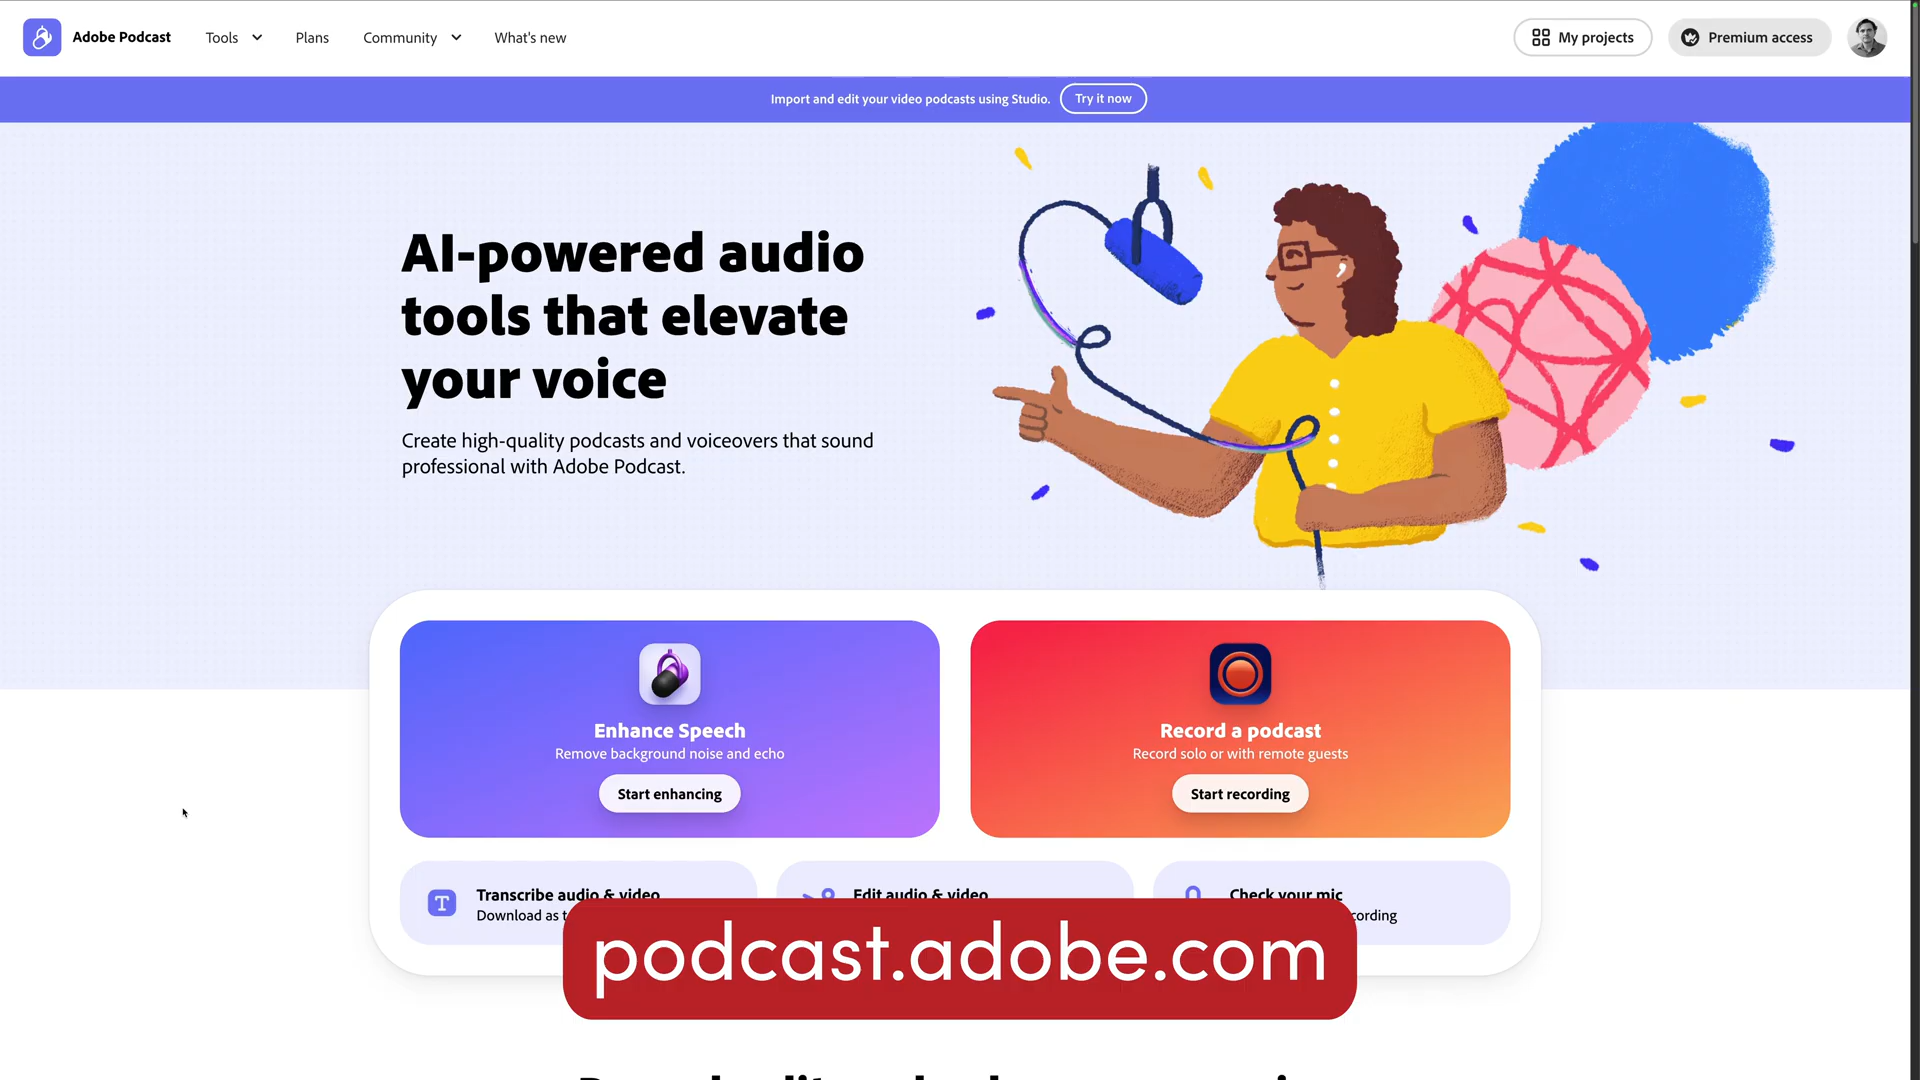 Adobe Podcast
Tools
Plans
Community
What's new
My projects
Premium access
Import and edit your video podcasts using Studio.
Try it now
AI-powered audio
tools that elevate
your voice
Create high-quality podcasts and voiceovers that sound
professional with Adobe Podcast.
Enhance Speech
Remove background noise and echo
Start enhancing
Record a podcast
Record solo or with remote guests
Start recording
Transcribe audio & video
Download as
Edit audio & video
Check your mic
podcast.adobe.com